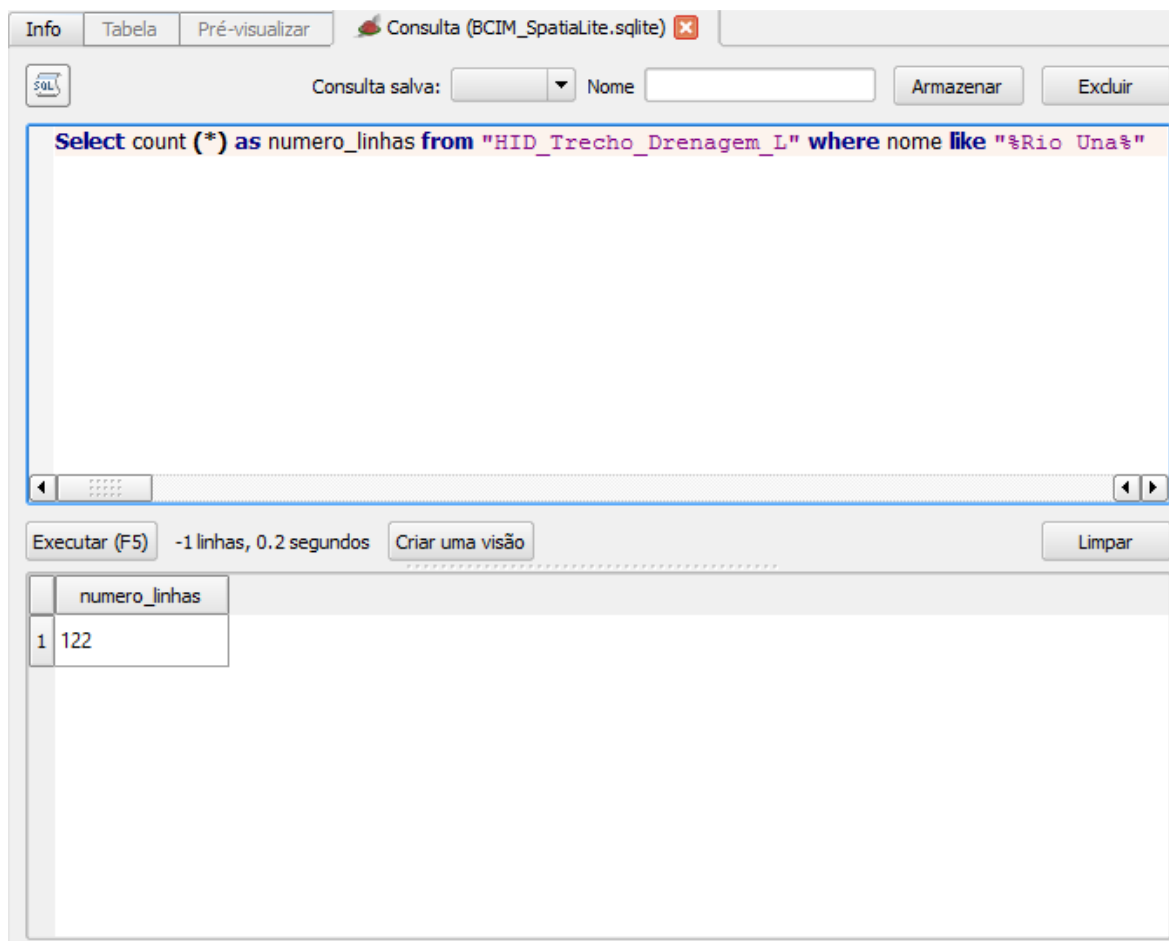 Info Tabela Pré-visualizar Consulta (BCIM_SpatiaLite.sqlite)
SQL Consulta salva: Nome Armazenar Excluir
Select count (*) as numero_linhas from "HID_Trecho_Drenagem_L" where nome like "%Rio Una%"
Executar (F5) -1 linhas, 0.2 segundos Criar uma visão Limpar
numero_linhas
1 122